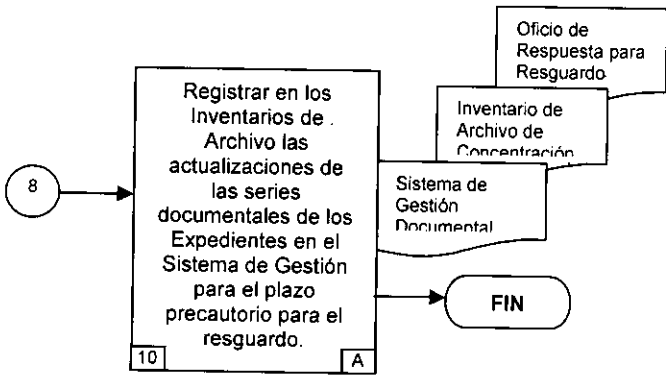 Oficio de
Respuesta para
Resguardo
Inventario de
Archivo de
Concentración
Sistema de
Gestión
Documental
8
Registrar en los
Inventarios de .
Archivo las
actualizaciones de
las series
documentales de los
Expedientes en el
Sistema de Gestión
para el plazo
precautorio para el
resguardo.
10
A
FIN